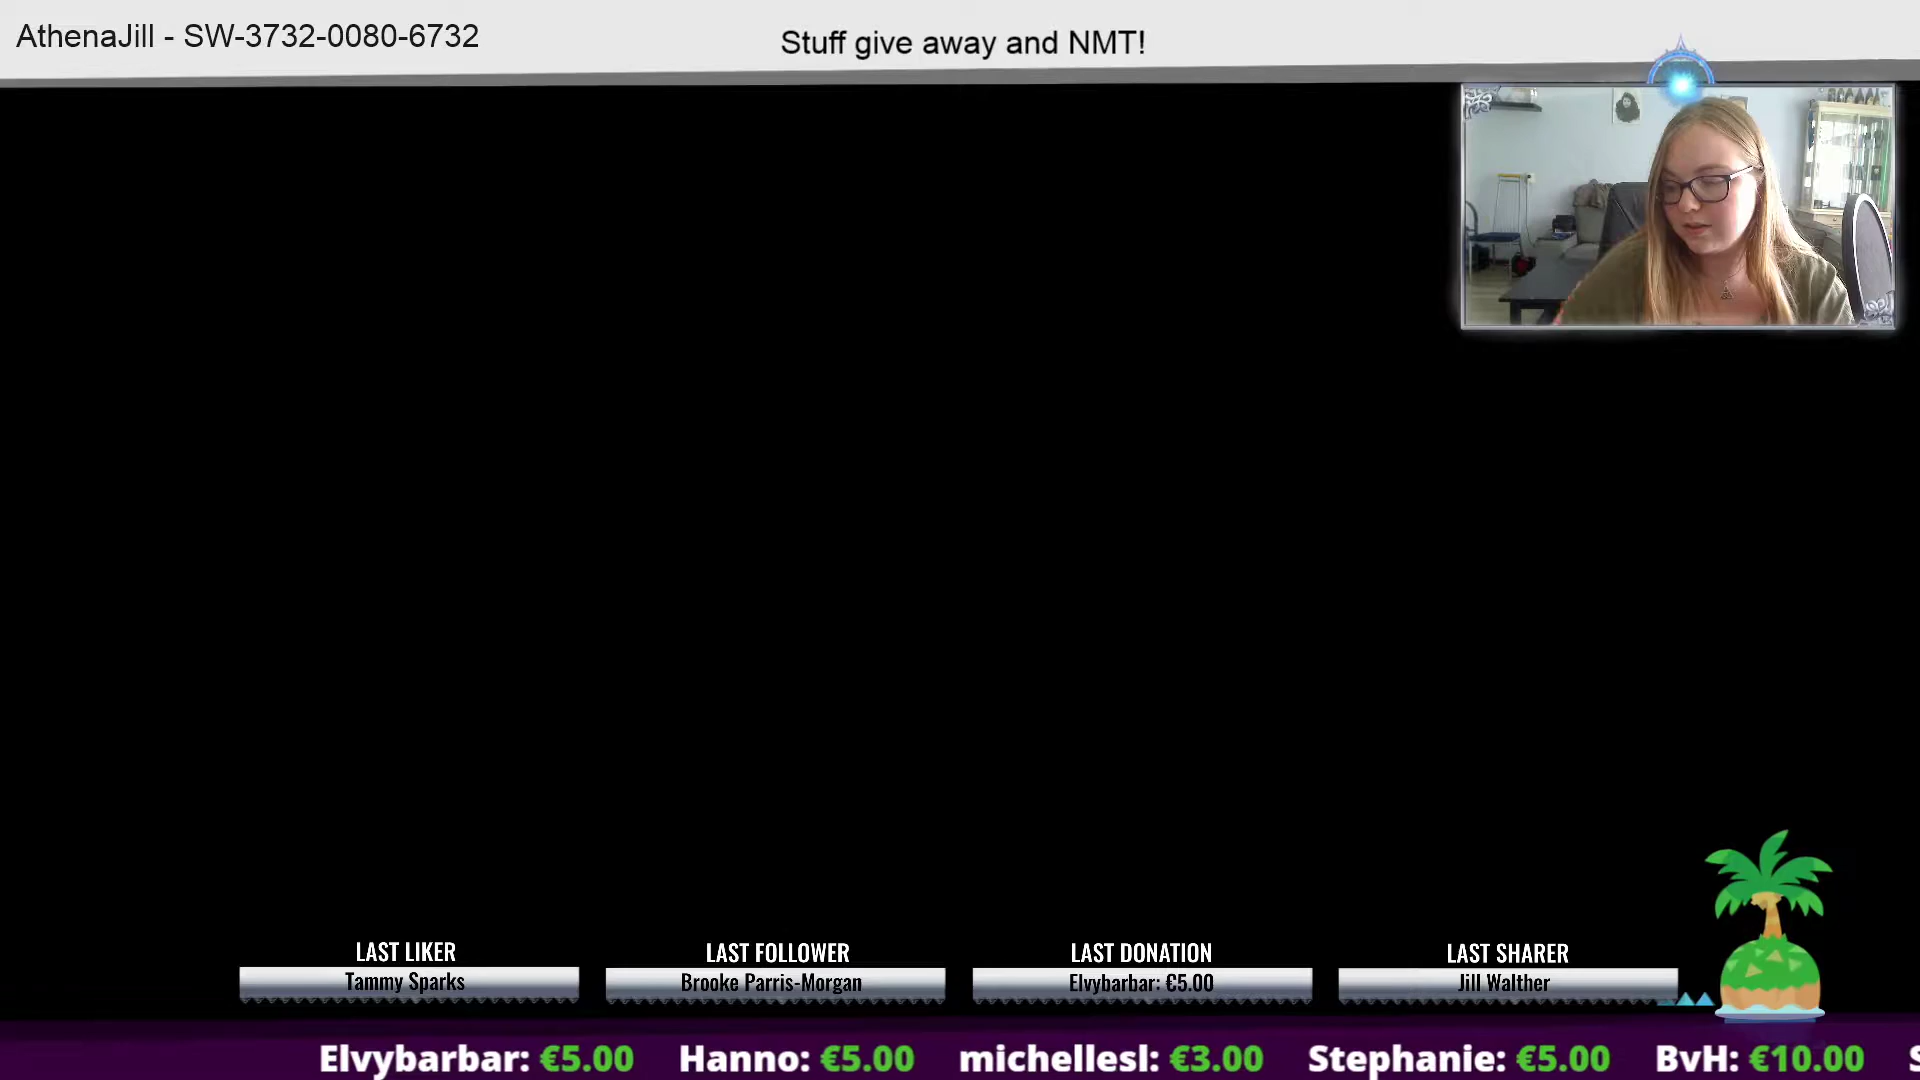 AthenaJill - SW-3732-0080-6732
Stuff give away and NMT!
LAST LIKER
Tammy Sparks
LAST FOLLOWER
Brooke Parris-Morgan
LAST DONATION
Elvybarbar: €5.00
LAST SHARER
Jill Walther
Elvybarbar: €5.00 Hanno: €5.00 michellesl: €3.00 Stephanie: €5.00 BvH: €10.00